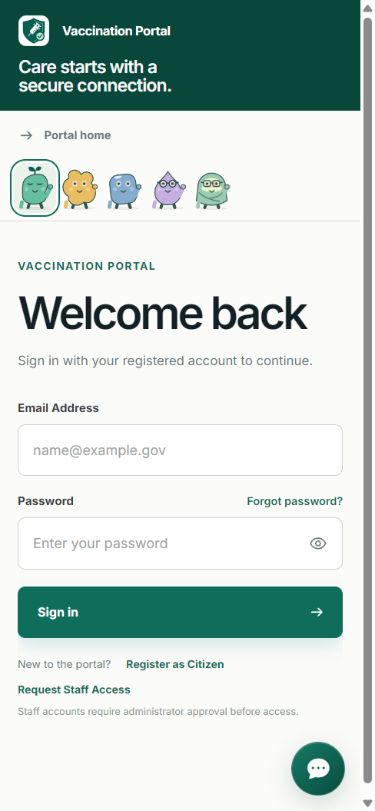 Vaccination Portal
Care starts with a
secure connection.
Portal home
VACCINATION PORTAL
Welcome back
Sign in with your registered account to continue.
Email Address
name@example.gov
Password Forgot password?
Enter your password
Sign in
New to the portal? Register as Citizen
Request Staff Access
Staff accounts require administrator approval before access.